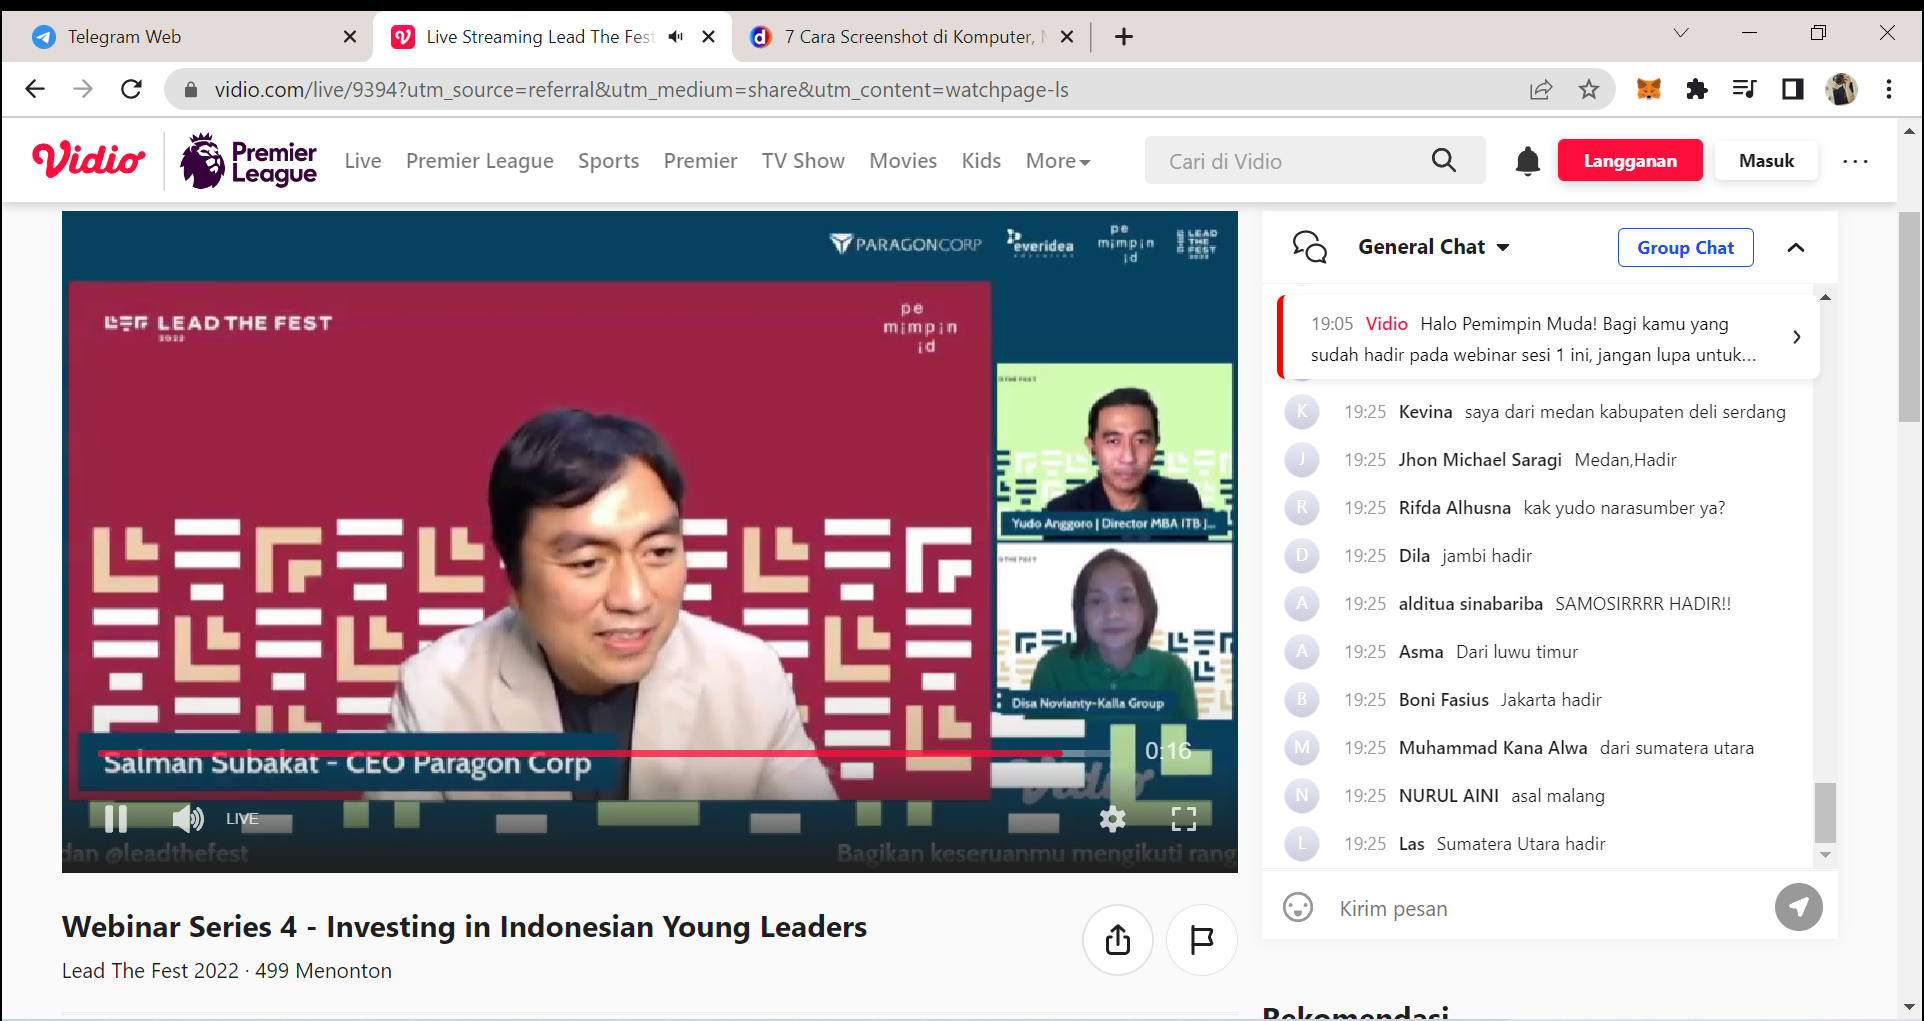 Telegram Web
Live Streaming Lead The Fest
7 Cara Screenshot di Komputer,
vidio.com/live/9394?utm_source=referral&utm_medium=share&utm_content=watchpage-ls
Vidio
Premier League
Live
Premier League
Sports
Premier
TV Show
Movies
Kids
More
Cari di Vidio
Langganan
Masuk
PARAGONCORP
everidea
education
pemimpin.id
LEAD THE FEST 2022
LEAD THE FEST
2022
pe
mimpin
id
Yudo Anggoro | Director MBA ITB J...
Disa Novianty-Kalla Group
Salman Subakat - CEO Paragon Corp
0:16
Vidio
LIVE
dan @leadthefest
Bagikan keseruanmu mengikuti rang
Webinar Series 4 - Investing in Indonesian Young Leaders
Lead The Fest 2022 · 499 Menonton
General Chat
Group Chat
19:05 Vidio Halo Pemimpin Muda! Bagi kamu yang
sudah hadir pada webinar sesi 1 ini, jangan lupa untuk...
K 19:25 Kevina saya dari medan kabupaten deli serdang
J 19:25 Jhon Michael Saragi Medan,Hadir
R 19:25 Rifda Alhusna kak yudo narasumber ya?
D 19:25 Dila jambi hadir
A 19:25 alditua sinabariba SAMOSIRRRR HADIR!!
A 19:25 Asma Dari luwu timur
B 19:25 Boni Fasius Jakarta hadir
M 19:25 Muhammad Kana Alwa dari sumatera utara
N 19:25 NURUL AINI asal malang
L 19:25 Las Sumatera Utara hadir
Kirim pesan
Rekomendasi